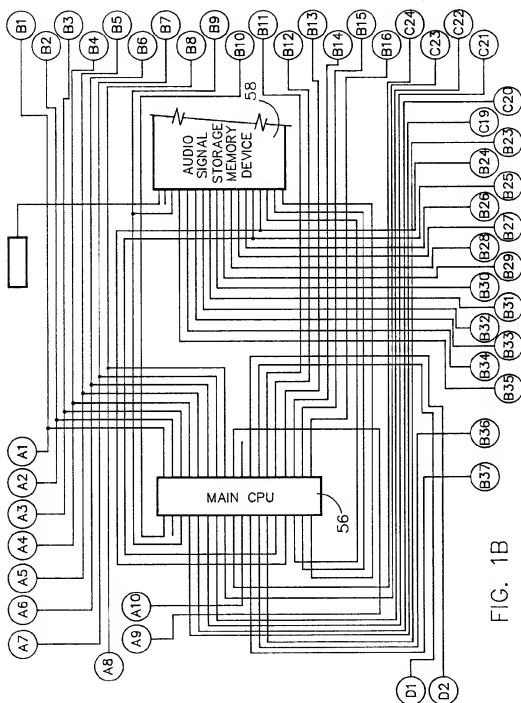 B1
B2
B3
B4
B5
B6
B7
B8
B9
B10
B11
B12
B13
B14
B15
B16
C24
C23
C22
C21
C20
C19
B23
B24
B25
B26
B27
B28
B29
B30
B31
B32
B33
B34
B35
B36
B37
AUDIO
SIGNAL
STORAGE
MEMORY
DEVICE
58
A1
A2
A3
A4
A5
A6
A7
A8
A10
A9
MAIN CPU
56
D1
D2
FIG. 1B